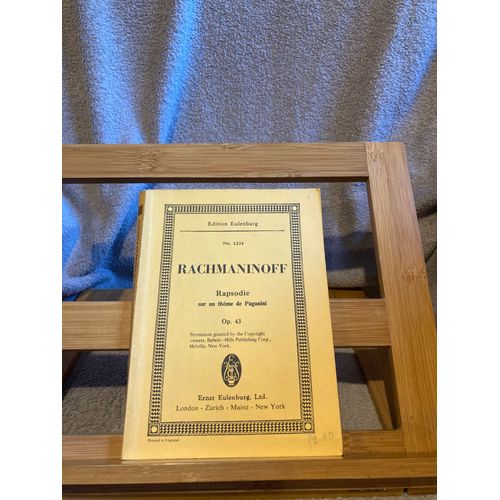 Edition Eulenburg
No. 1224
RACHMANINOFF
Rapsodie
sur un thème de Paganini
Op. 43
Permission granted by the Copyright
owners, Belwin-Mills Publishing Corp.,
Melville, New York.
Ernst Eulenburg, Ltd.
London - Zürich - Mainz - New York
Printed in England